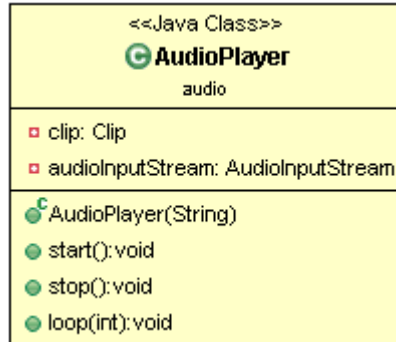 <<Java Class>>
AudioPlayer
audio
clip: Clip
audioInputStream: AudioInputStream
AudioPlayer(String)
start():void
stop():void
loop(int):void